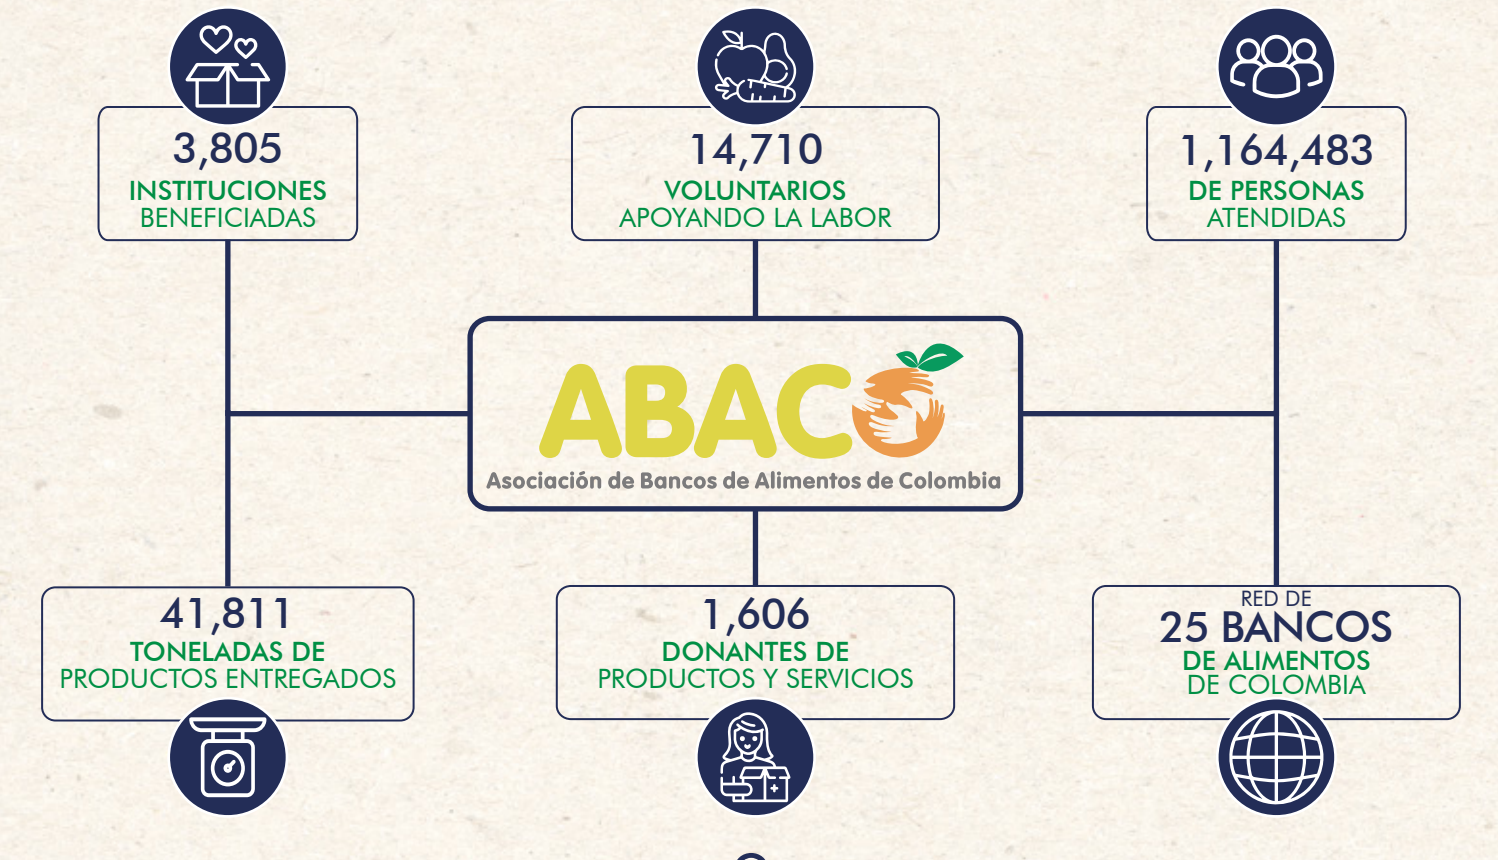 3,805
INSTITUCIONES
BENEFICIADAS
14,710
VOLUNTARIOS
APOYANDO LA LABOR
1,164,483
DE PERSONAS
ATENDIDAS
ABACO
Asociación de Bancos de Alimentos de Colombia
41,811
TONELADAS DE
PRODUCTOS ENTREGADOS
1,606
DONANTES DE
PRODUCTOS Y SERVICIOS
RED DE
25 BANCOS
DE ALIMENTOS
DE COLOMBIA